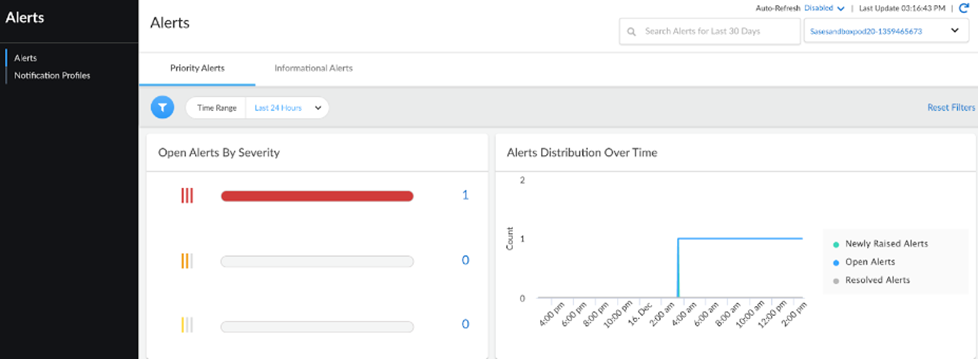 Alerts
Alerts
Notification Profiles
Auto-Refresh Disabled | Last Update 03:16:43 PM |
Alerts
Search Alerts for Last 30 Days
Sasesandboxpod20-1359465673
Priority Alerts Informational Alerts
Time Range Last 24 Hours
Reset Filters
Open Alerts By Severity
1
0
0
Alerts Distribution Over Time
2
1
0
Count
4:00 pm 6:00 pm 8:00 pm 10:00 pm 16. Dec 2:00 am 4:00 am 6:00 am 8:00 am 10:00 am 12:00 pm 2:00 pm
Newly Raised Alerts
Open Alerts
Resolved Alerts